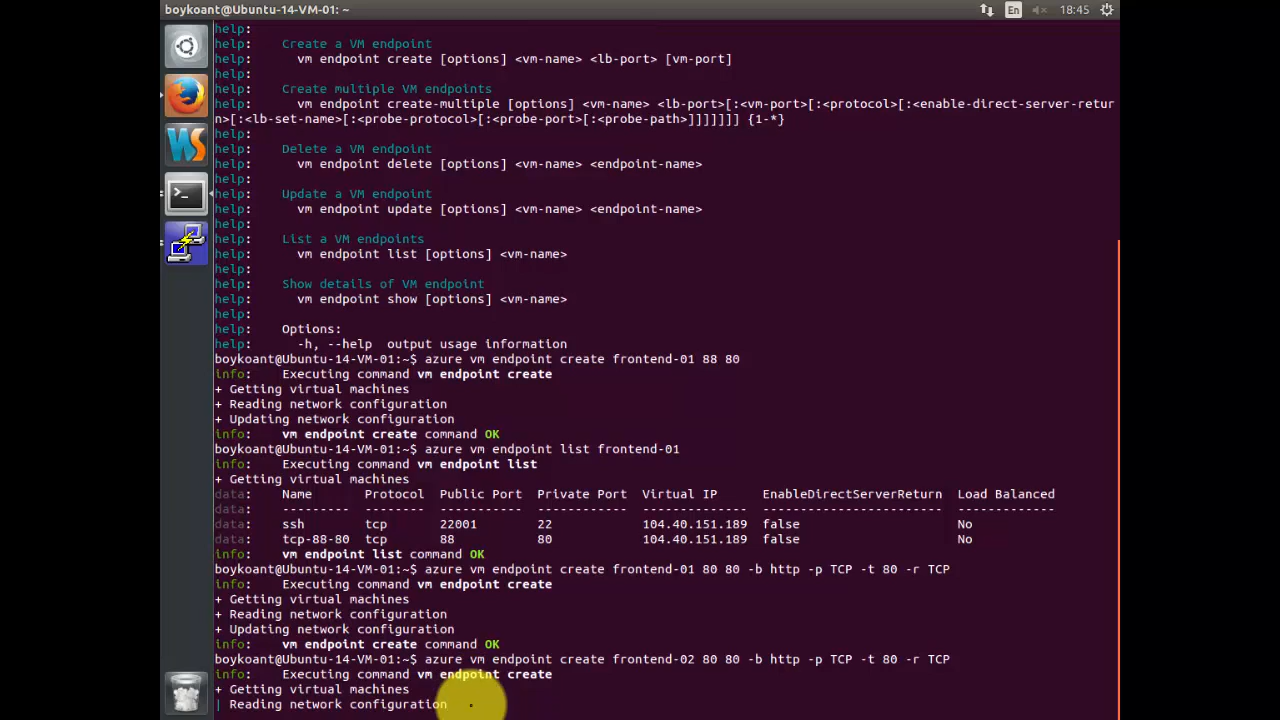 boykoant@Ubuntu-14-VM-01: ~
En
18:45
help:
help:    Create a VM endpoint
help:      vm endpoint create [options] <vm-name> <lb-port> [vm-port]
help:
help:    Create multiple VM endpoints
help:      vm endpoint create-multiple [options] <vm-name> <lb-port>[:<vm-port>[:<protocol>[:<enable-direct-server-retur
n>[:<lb-set-name>[:<probe-protocol>[:<probe-port>[:<probe-path>]]]]]]] {1-*}
help:
help:    Delete a VM endpoint
help:      vm endpoint delete [options] <vm-name> <endpoint-name>
help:
help:    Update a VM endpoint
help:      vm endpoint update [options] <vm-name> <endpoint-name>
help:
help:    List a VM endpoints
help:      vm endpoint list [options] <vm-name>
help:
help:    Show details of VM endpoint
help:      vm endpoint show [options] <vm-name>
help:
help:    Options:
help:      -h, --help  output usage information
boykoant@Ubuntu-14-VM-01:~$ azure vm endpoint create frontend-01 88 80
info:    Executing command vm endpoint create
+ Getting virtual machines
+ Reading network configuration
+ Updating network configuration
info:    vm endpoint create command OK
boykoant@Ubuntu-14-VM-01:~$ azure vm endpoint list frontend-01
info:    Executing command vm endpoint list
+ Getting virtual machines
data:    Name       Protocol  Public Port  Private Port  Virtual IP      EnableDirectServerReturn  Load Balanced
data:    ---------  --------  -----------  ------------  --------------  ------------------------  -------------
data:    ssh        tcp       22001        22            104.40.151.189  false                     No
data:    tcp-88-80  tcp       88           80            104.40.151.189  false                     No
info:    vm endpoint list command OK
boykoant@Ubuntu-14-VM-01:~$ azure vm endpoint create frontend-01 80 80 -b http -p TCP -t 80 -r TCP
info:    Executing command vm endpoint create
+ Getting virtual machines
+ Reading network configuration
+ Updating network configuration
info:    vm endpoint create command OK
boykoant@Ubuntu-14-VM-01:~$ azure vm endpoint create frontend-02 80 80 -b http -p TCP -t 80 -r TCP
info:    Executing command vm endpoint create
+ Getting virtual machines
| Reading network configuration